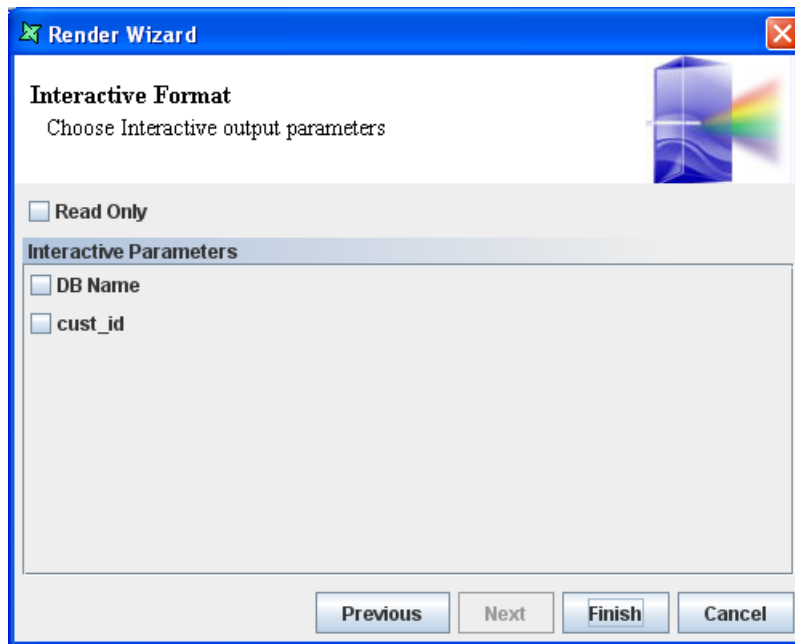 Render Wizard
Interactive Format
Choose Interactive output parameters
Read Only
Interactive Parameters
DB Name
cust_id
Previous Next Finish Cancel